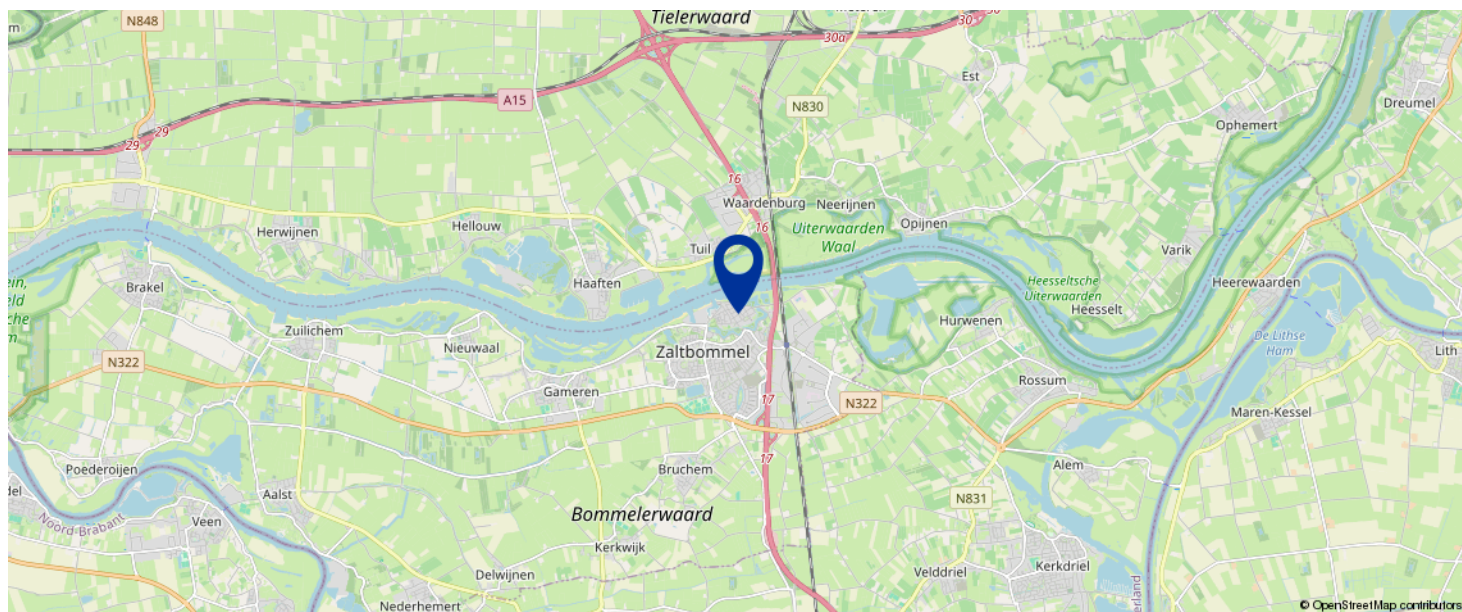 N848
Tielerwaard
30
30a
A15
29
29
N830
Est
Ophemert
Dreumel
16
Waardenburg
Neerijnen
Opijnen
16
Uiterwaarden
Waal
Herwijnen
Hellouw
Tuil
Varik
Haaften
Brakel
Heesseltsche
Uiterwaarden
Heesselt
Heerewaarden
Zuilichem
Nieuwaal
Hurwenen
De Lithse
Ham
Lith
N322
Zaltbommel
Gameren
17
N322
Rossum
Maren-Kessel
17
Poederoijen
Bruchem
Alem
Aalst
Veen
Noord-Brabant
Bommelerwaard
N831
Kerkwijk
Delwijnen
Velddriel
Kerkdriel
Nederhemert
© OpenStreetMap contributors